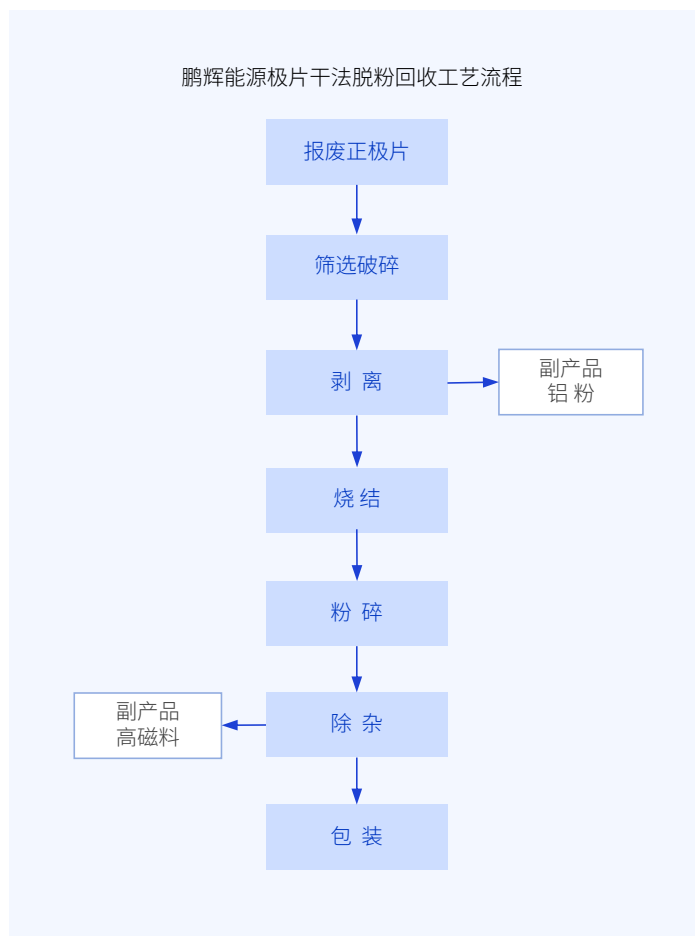 鹏辉能源极片干法脱粉回收工艺流程
报废正极片
筛选破碎
剥 离
副产品
铝 粉
烧 结
粉 碎
除 杂
副产品
高磁料
包 装